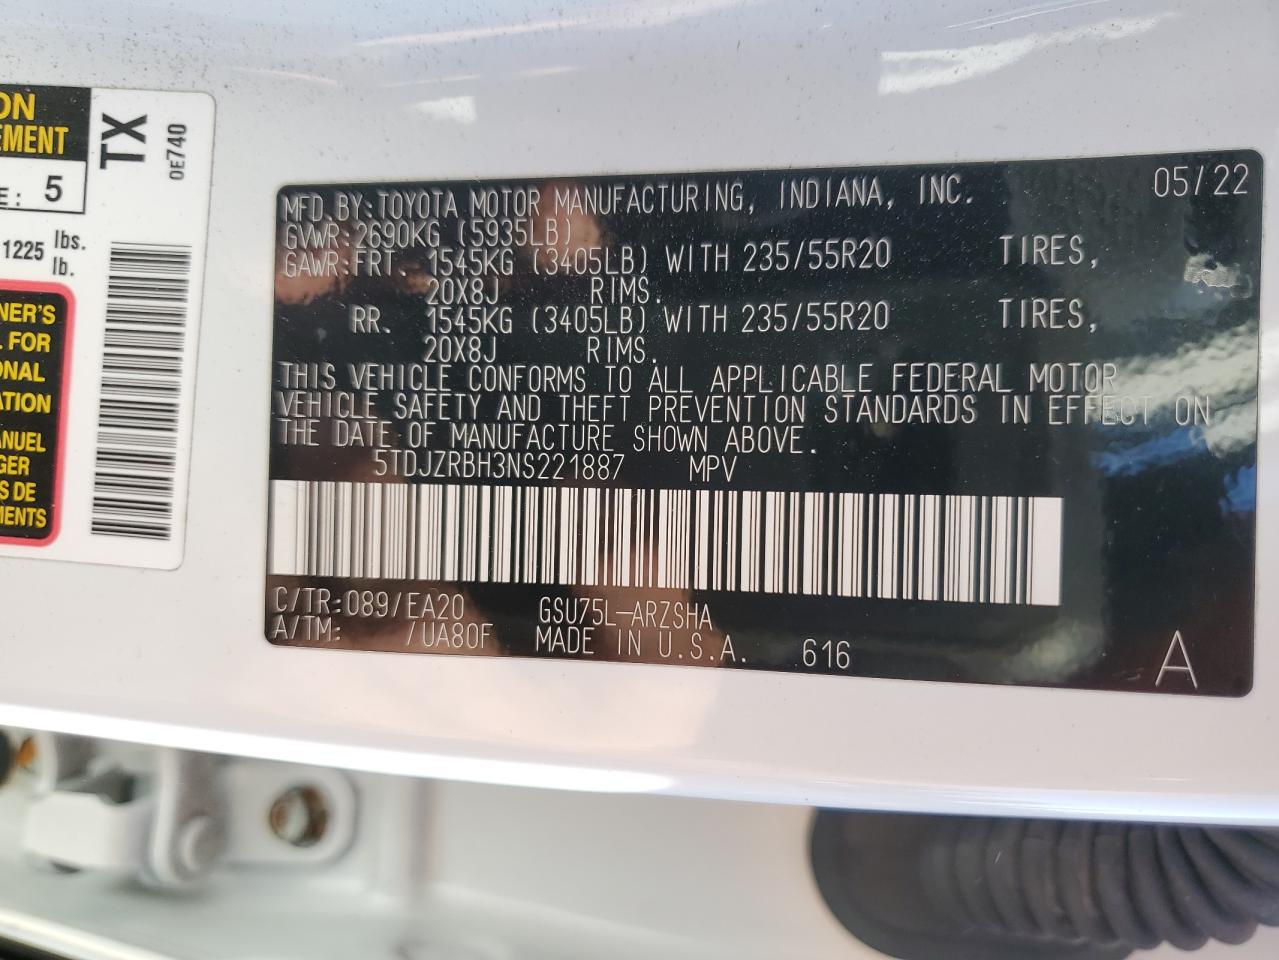 ON
EMENT
E: 5
1225 lbs.
lb.
NER'S
FOR
ONAL
ATION
ANUEL
GER
S DE
MENTS
TX
0E740
MFD.BY:TOYOTA MOTOR MANUFACTURING, INDIANA, INC. 05/22
GVWR:2690KG (5935LB)
GAWR:FRT. 1545KG (3405LB) WITH 235/55R20 TIRES,
20X8J RIMS.
RR. 1545KG (3405LB) WITH 235/55R20 TIRES,
20X8J RIMS.
THIS VEHICLE CONFORMS TO ALL APPLICABLE FEDERAL MOTOR
VEHICLE SAFETY AND THEFT PREVENTION STANDARDS IN EFFECT ON
THE DATE OF MANUFACTURE SHOWN ABOVE.
5TDJZRBH3NS221887 MPV
C/TR:089/EA20 GSU75L-ARZSHA
A/TM: /UA80F MADE IN U.S.A. 616 A